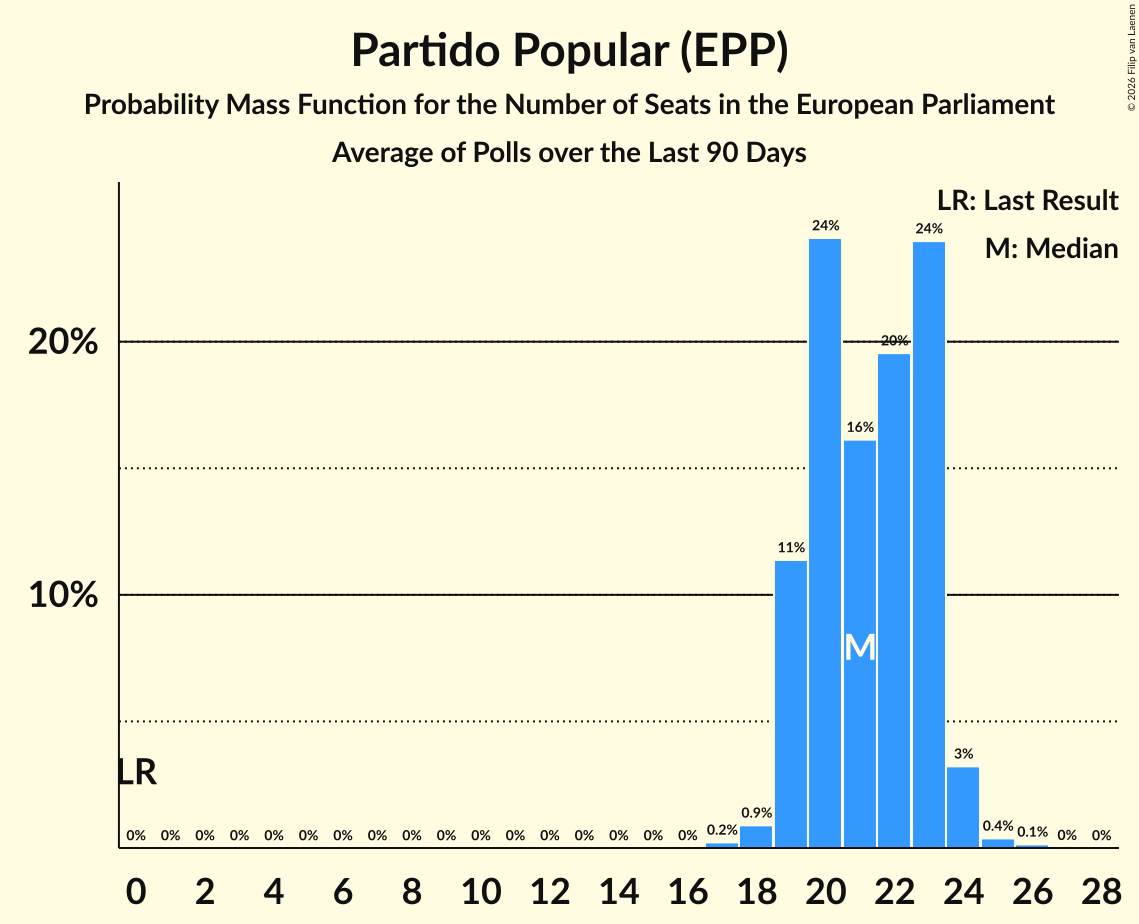 Partido Popular (EPP)
Probability Mass Function for the Number of Seats in the European Parliament
Average of Polls over the Last 90 Days
© 2026 Filip van Laenen
LR: Last Result
M: Median
20%
10%
LR
M
0% 0% 0% 0% 0% 0% 0% 0% 0% 0% 0% 0% 0% 0% 0% 0% 0% 0.2% 0.9% 11% 24% 16% 20% 24% 3% 0.4% 0.1% 0% 0%
0 2 4 6 8 10 12 14 16 18 20 22 24 26 28